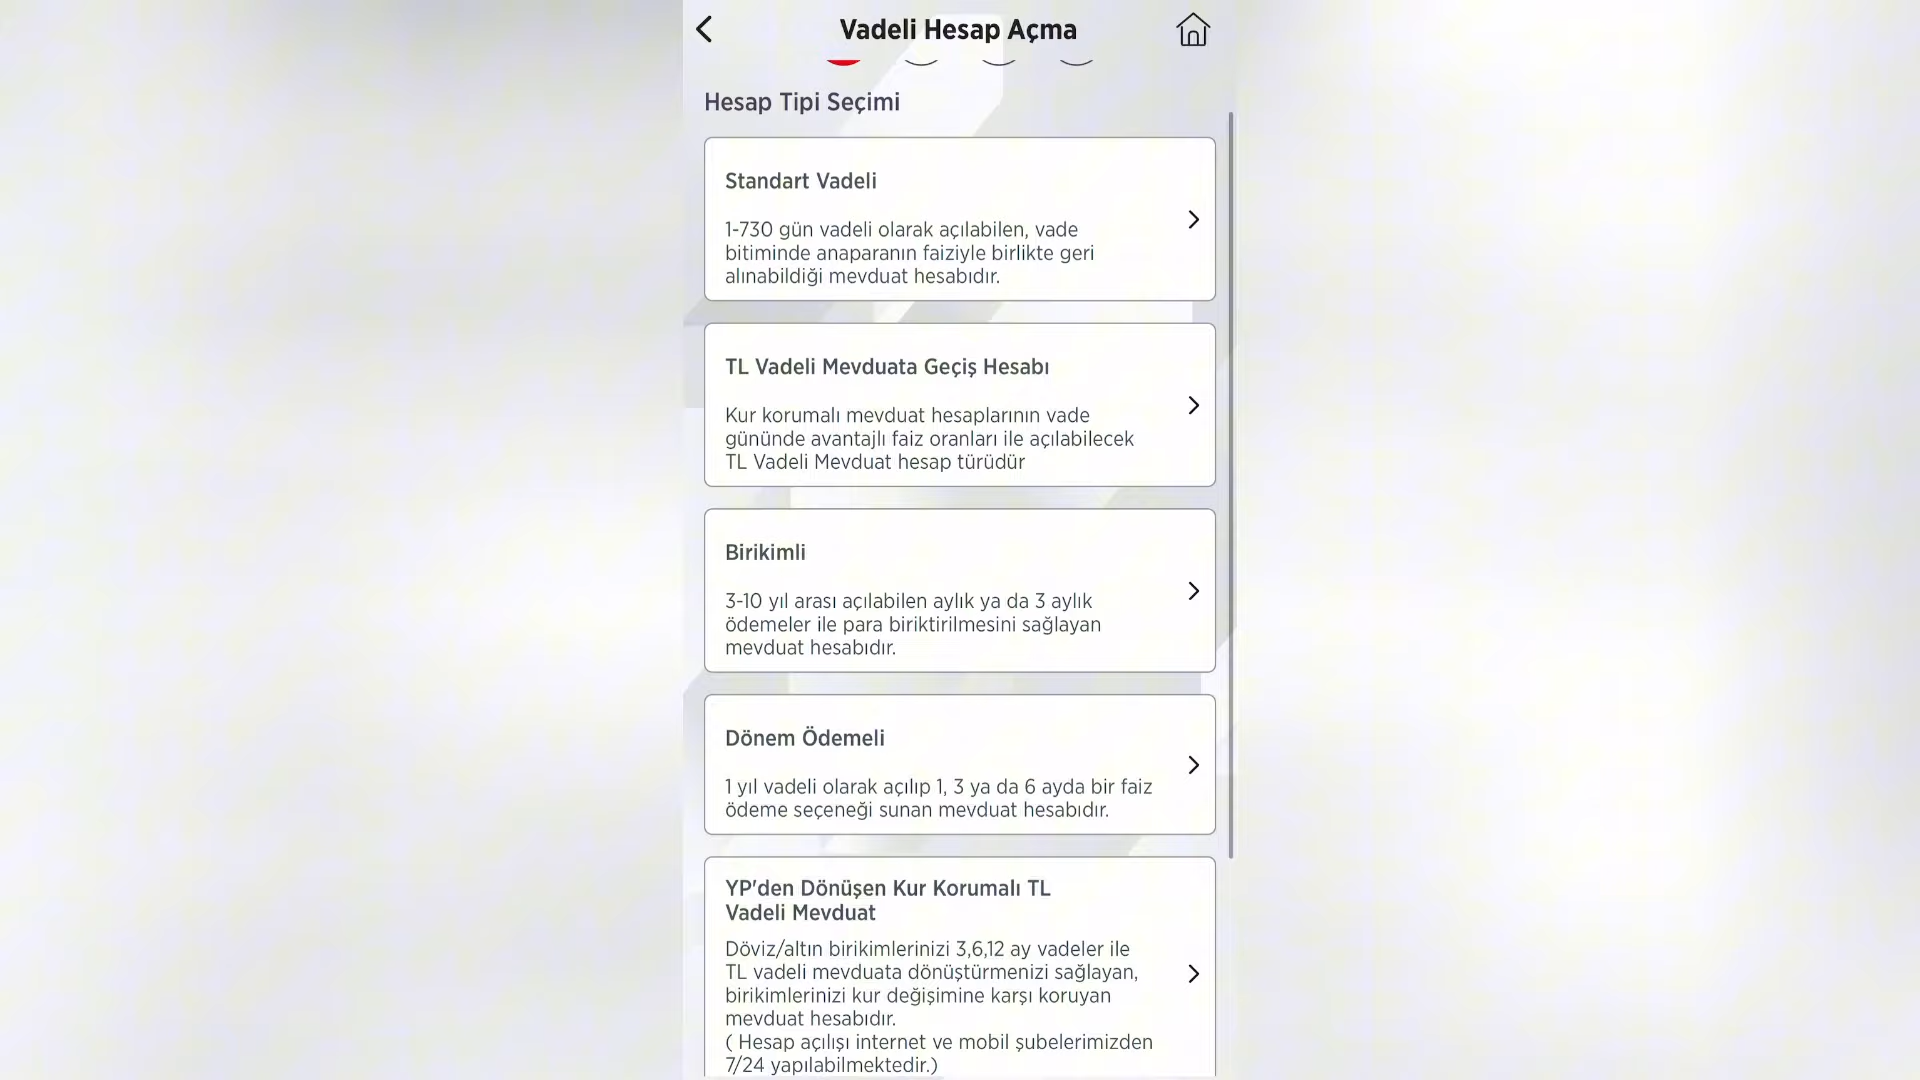 Vadeli Hesap Açma
Hesap Tipi Seçimi
Standart Vadeli
1-730 gün vadeli olarak açılabilen, vade
bitiminde anaparanın faiziyle birlikte geri
alınabildiği mevduat hesabıdır.
TL Vadeli Mevduata Geçiş Hesabı
Kur korumalı mevduat hesaplarının vade
gününde avantajlı faiz oranları ile açılabilecek
TL Vadeli Mevduat hesap türüdür
Birikimli
3-10 yıl arası açılabilen aylık ya da 3 aylık
ödemeler ile para biriktirilmesini sağlayan
mevduat hesabıdır.
Dönem Ödemeli
1 yıl vadeli olarak açılıp 1, 3 ya da 6 ayda bir faiz
ödeme seçeneği sunan mevduat hesabıdır.
YP'den Dönüşen Kur Korumalı TL
Vadeli Mevduat
Döviz/altın birikimlerinizi 3,6,12 ay vadeler ile
TL vadeli mevduata dönüştürmenizi sağlayan,
birikimlerinizi kur değişimine karşı koruyan
mevduat hesabıdır.
( Hesap açılışı internet ve mobil şubelerimizden
7/24 yapılabilmektedir.)